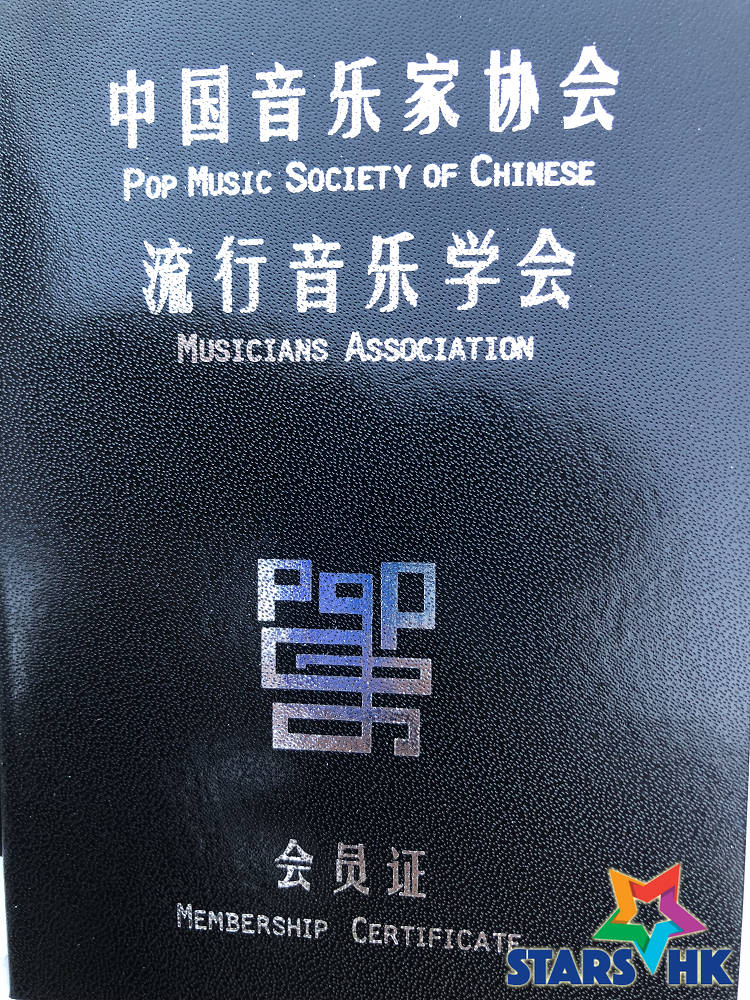 中国音乐家协会
POP MUSIC SOCIETY OF CHINESE
流行音乐学会
MUSICIANS ASSOCIATION
pop
会员证
MEMBERSHIP CERTIFICATE
STARS HK